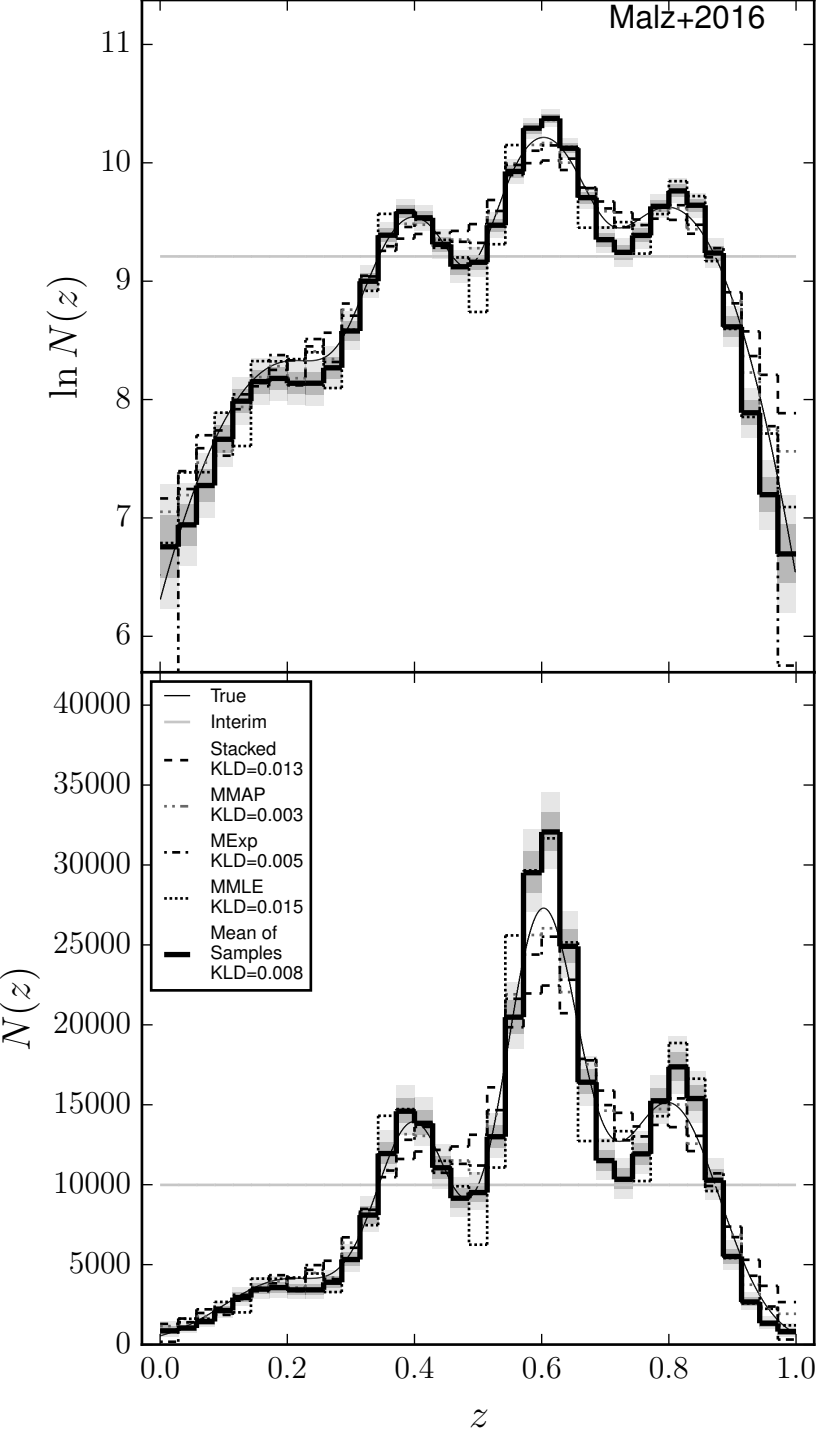 Malz+2016
11
10
9
8
7
6
ln N(z)
True
Interim
Stacked
KLD=0.013
MMAP
KLD=0.003
MExp
KLD=0.005
MMLE
KLD=0.015
Mean of
Samples
KLD=0.008
40000
35000
30000
25000
20000
15000
10000
5000
0
N(z)
0.0 0.2 0.4 0.6 0.8 1.0
z